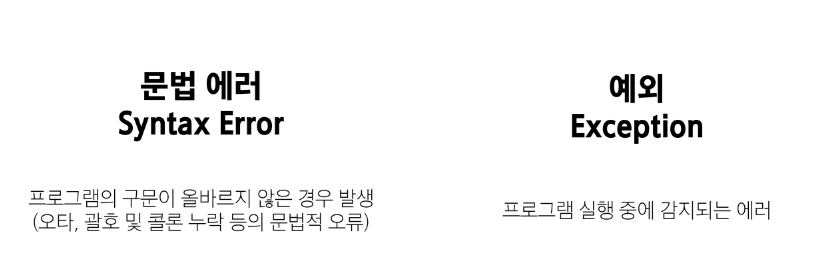 문법 에러
Syntax Error
프로그램의 구문이 올바르지 않은 경우 발생
(오타, 괄호 및 콜론 누락 등의 문법적 오류)
예외
Exception
프로그램 실행 중에 감지되는 에러